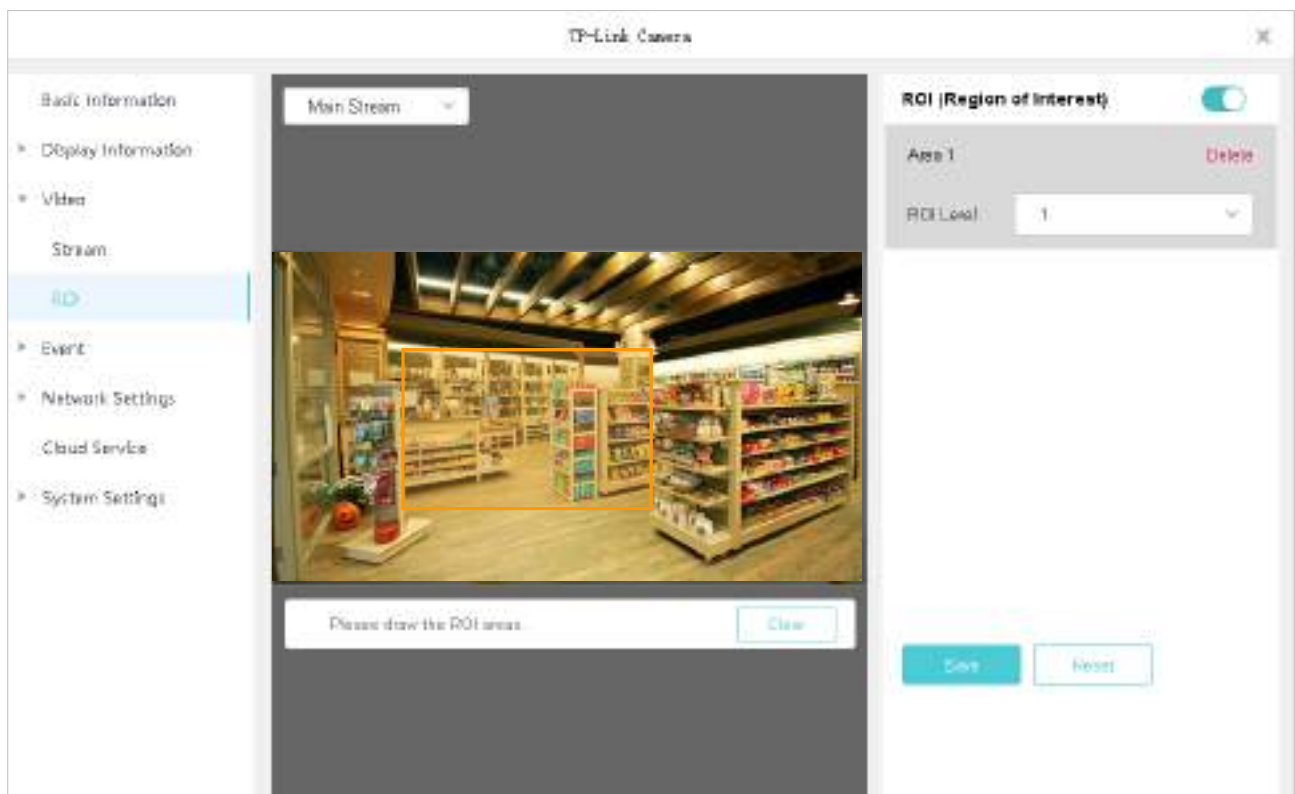 TP-Link Camera
Basic Information
Display Information
Video
Stream
ROI
Event
Network Settings
Cloud Service
System Settings
Main Stream
Please draw the ROI areas.
Clear
ROI (Region of Interest)
Area 1
Delete
ROI Level
1
Save
Reset